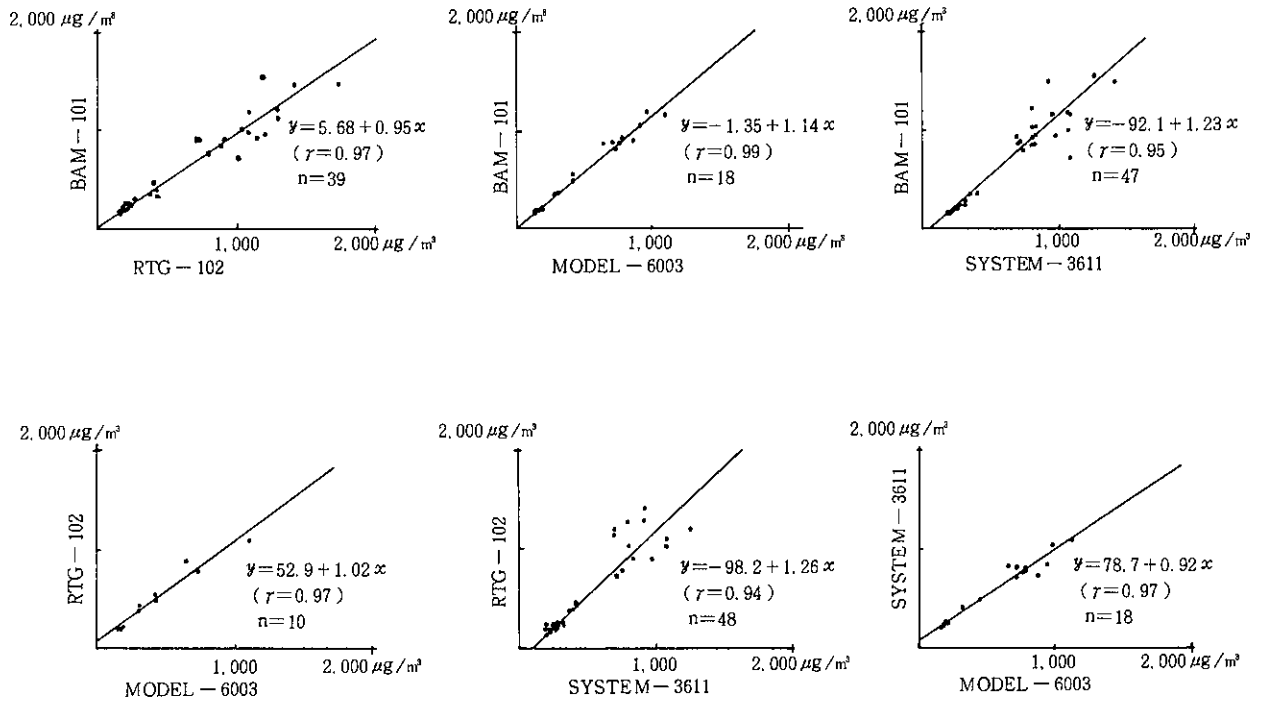 2,000 μg/m³
BAM−101
y=5.68+0.95x
(r=0.97)
n=39
1,000
2,000 μg/m³
RTG−102
2,000 μg/m³
BAM−101
y=−1.35+1.14x
(r=0.99)
n=18
1,000
2,000 μg/m³
MODEL−6003
2,000 μg/m³
BAM−101
y=−92.1+1.23x
(r=0.95)
n=47
1,000
2,000 μg/m³
SYSTEM−3611
2,000 μg/m³
RTG−102
y=52.9+1.02x
(r=0.97)
n=10
1,000
2,000 μg/m³
MODEL−6003
2,000 μg/m³
RTG−102
y=−98.2+1.26x
(r=0.94)
n=48
1,000
2,000 μg/m³
SYSTEM−3611
2,000 μg/m³
SYSTEM−3611
y=78.7+0.92x
(r=0.97)
n=18
1,000
2,000 μg/m³
MODEL−6003